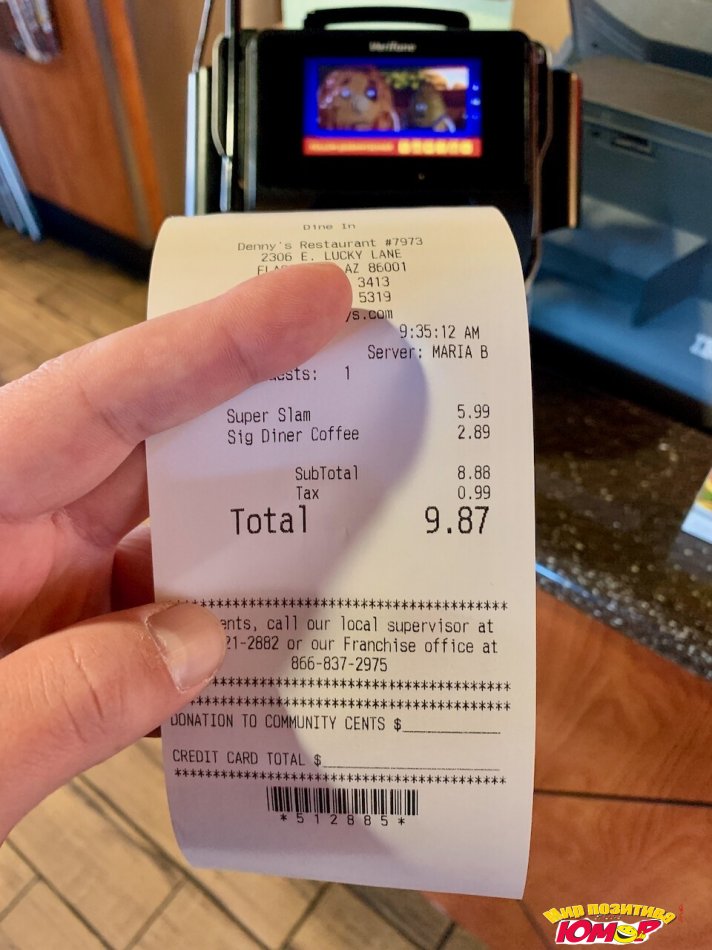 VeriFone
Dine In
Denny's Restaurant #7973
2306 E. LUCKY LANE
AZ 86001
3413
5319
s.com
9:35:12 AM
Server: MARIA B
1
Super Slam 5.99
Sig Diner Coffee 2.89
SubTotal 8.88
Tax 0.99
Total 9.87
************************************
ents, call our local supervisor at
21-2882 or our Franchise office at
866-837-2975
************************************
************************************
DONATION TO COMMUNITY CENTS $__________
CREDIT CARD TOTAL $__________________
************************************
*512885*
Мир позитива
ЮМОР